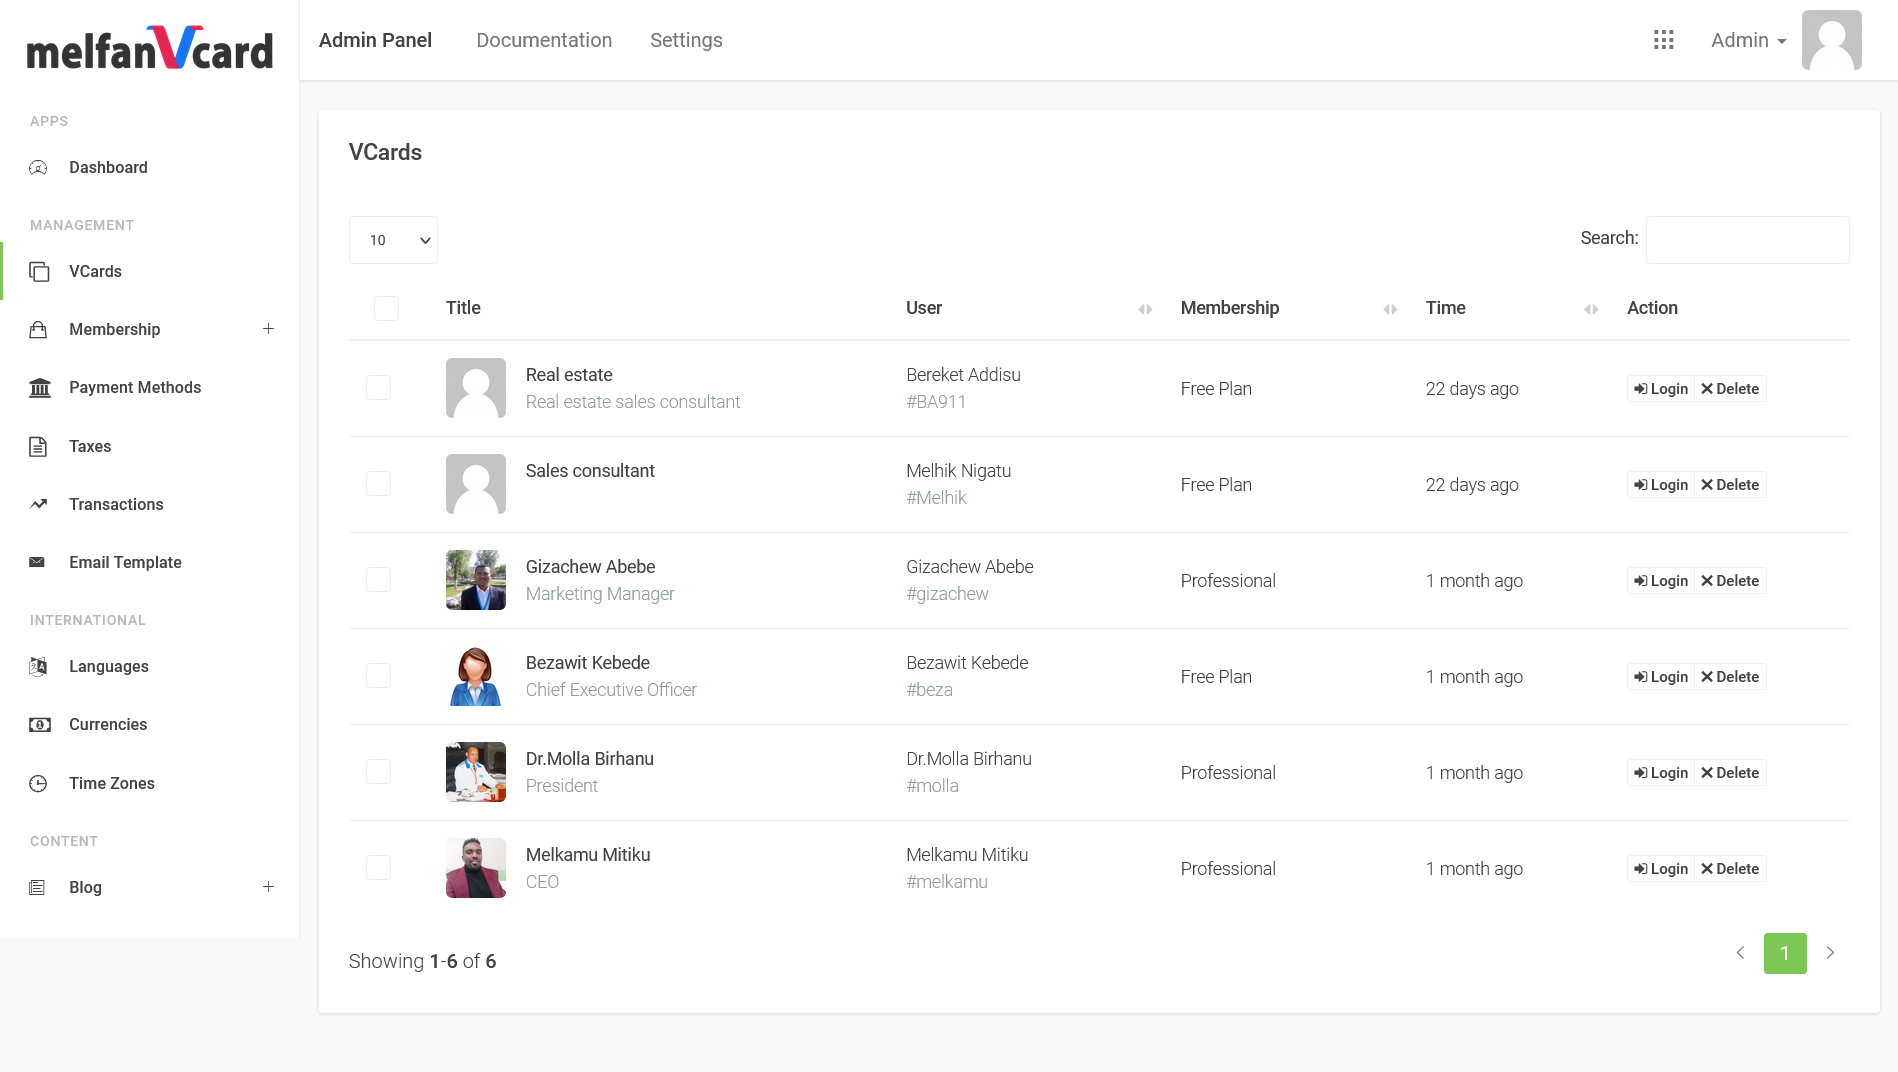 melfanVcard
Admin Panel
Documentation
Settings
Admin
APPS
Dashboard
MANAGEMENT
VCards
Membership
Payment Methods
Taxes
Transactions
Email Template
INTERNATIONAL
Languages
Currencies
Time Zones
CONTENT
Blog
VCards
10
Search:
Title User Membership Time Action
Real estate
Real estate sales consultant
Bereket Addisu
#BA911
Free Plan
22 days ago
Login Delete
Sales consultant
Melhik Nigatu
#Melhik
Free Plan
22 days ago
Login Delete
Gizachew Abebe
Marketing Manager
Gizachew Abebe
#gizachew
Professional
1 month ago
Login Delete
Bezawit Kebede
Chief Executive Officer
Bezawit Kebede
#beza
Free Plan
1 month ago
Login Delete
Dr.Molla Birhanu
President
Dr.Molla Birhanu
#molla
Professional
1 month ago
Login Delete
Melkamu Mitiku
CEO
Melkamu Mitiku
#melkamu
Professional
1 month ago
Login Delete
Showing 1-6 of 6
1